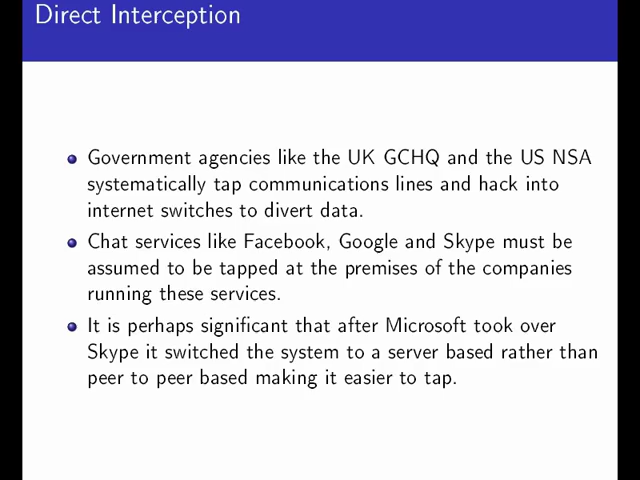 Direct Interception
Government agencies like the UK GCHQ and the US NSA
systematically tap communications lines and hack into
internet switches to divert data.
Chat services like Facebook, Google and Skype must be
assumed to be tapped at the premises of the companies
running these services.
It is perhaps significant that after Microsoft took over
Skype it switched the system to a server based rather than
peer to peer based making it easier to tap.